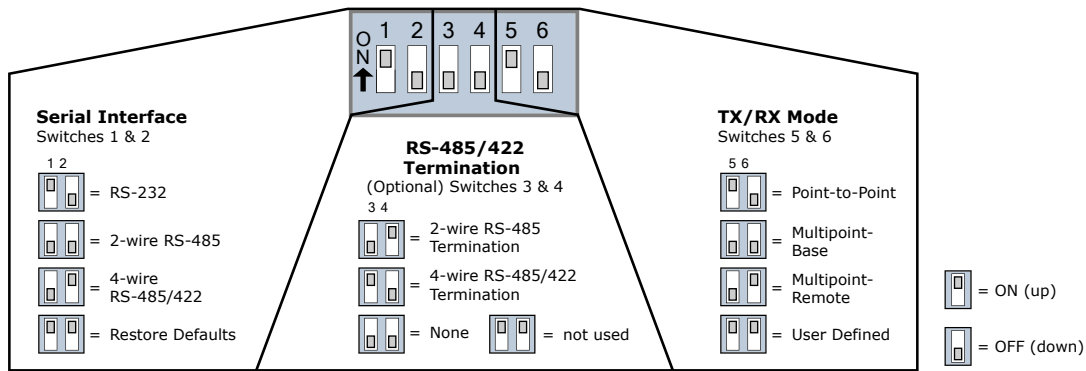 ON
1 2 3 4 5 6
Serial Interface
Switches 1 & 2
1 2
= RS-232
= 2-wire RS-485
= 4-wire
RS-485/422
= Restore Defaults
RS-485/422
Termination
(Optional) Switches 3 & 4
3 4
= 2-wire RS-485
Termination
= 4-wire RS-485/422
Termination
= None
= not used
TX/RX Mode
Switches 5 & 6
5 6
= Point-to-Point
= Multipoint-
Base
= Multipoint-
Remote
= User Defined
= ON (up)
= OFF (down)